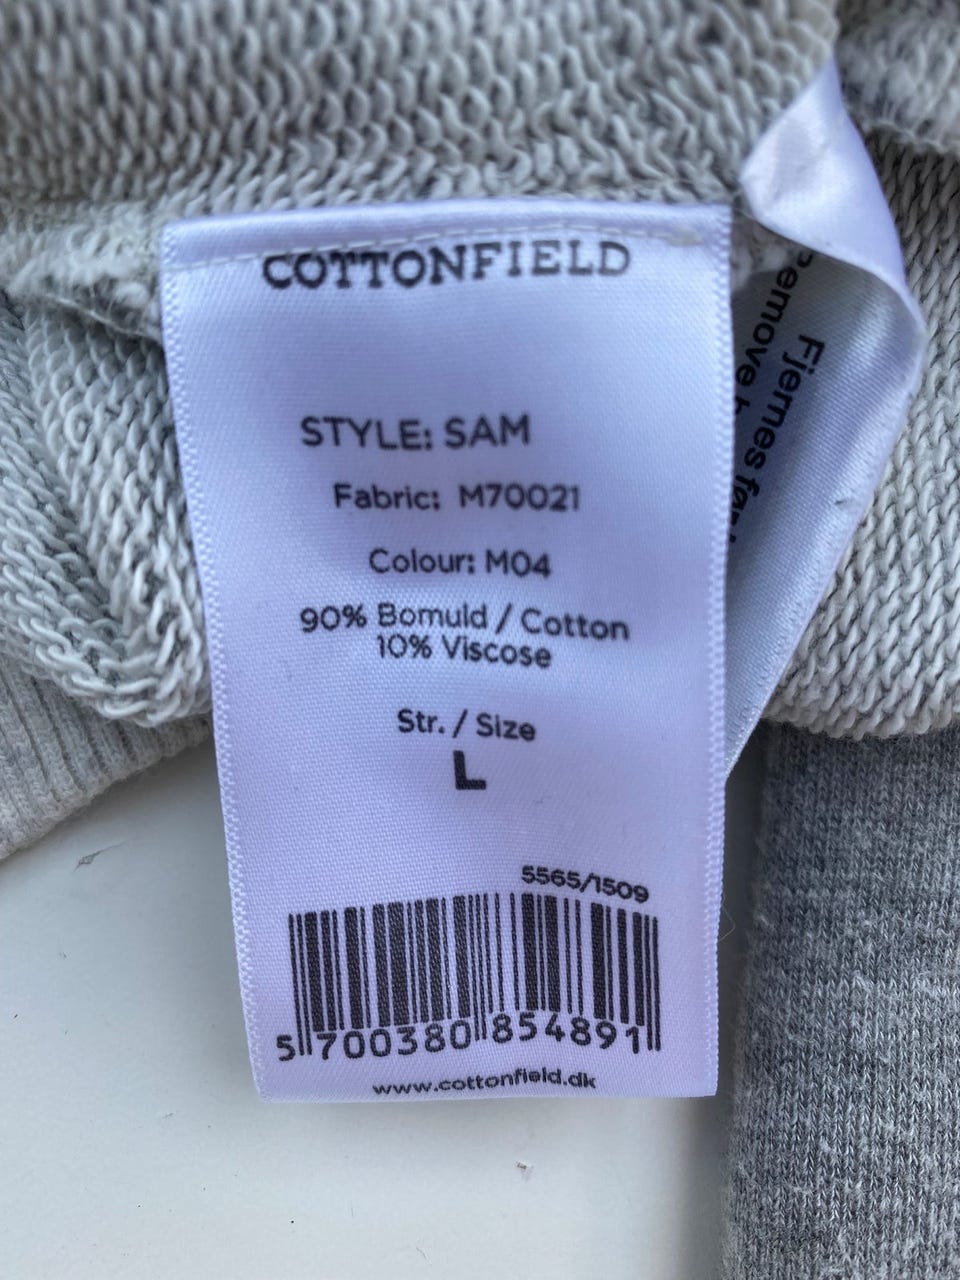 COTTONFIELD
STYLE: SAM
Fabric: M70021
Colour: M04
90% Bomuld / Cotton
10% Viscose
Str. / Size
L
5565/1509
5 700380 854891
www.cottonfield.dk
Fjernes